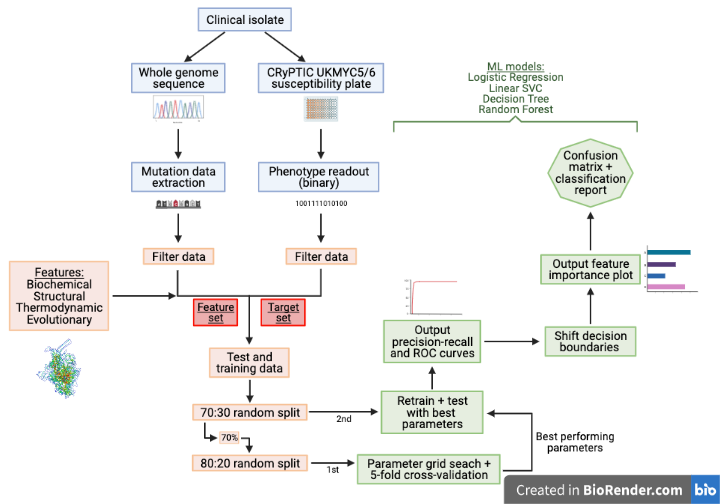 Clinical isolate
Whole genome
sequence
CRyPTIC UKMYC5/6
susceptibility plate
ML models:
Logistic Regression
Linear SVC
Decision Tree
Random Forest
Mutation data
extraction
Phenotype readout
(binary)
1001111010100
Confusion
matrix +
classification
report
Filter data
Filter data
Output feature
importance plot
Features:
Biochemical
Structural
Thermodynamic
Evolutionary
Feature
set
Target
set
Output
precision-recall
and ROC curves
Shift decision
boundaries
Test and
training data
70:30 random split
2nd
Retrain + test
with best
parameters
70%
80:20 random split
1st
Parameter grid seach +
5-fold cross-validation
Best performing
parameters
Created in BioRender.com
bio